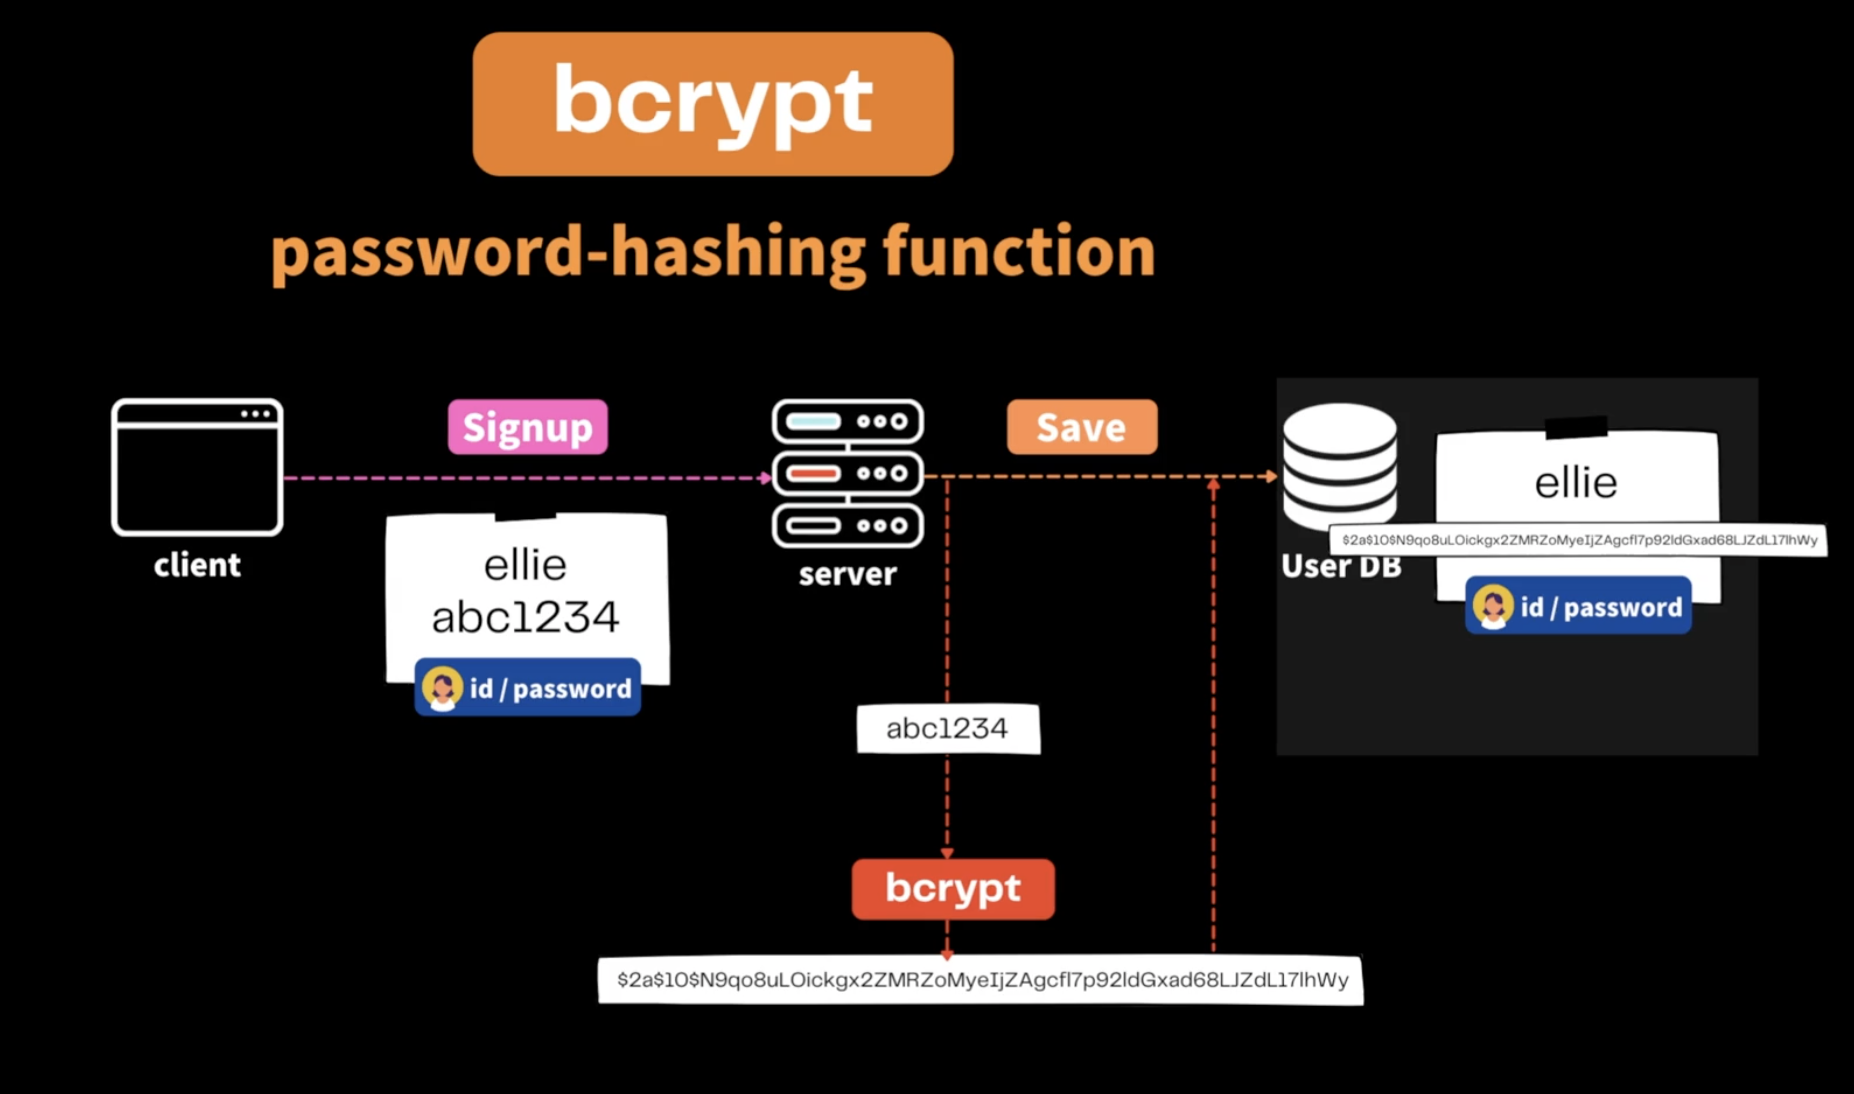 bcrypt
password-hashing function
Signup
Save
client
ellie
abc1234
id / password
server
User DB
ellie
$2a$10$N9qo8uLOickgx2ZMRZoMyeIjZAgcfl7p92ldGxad68LJZdL17lhWy
id / password
abc1234
bcrypt
$2a$10$N9qo8uLOickgx2ZMRZoMyeIjZAgcfl7p92ldGxad68LJZdL17lhWy